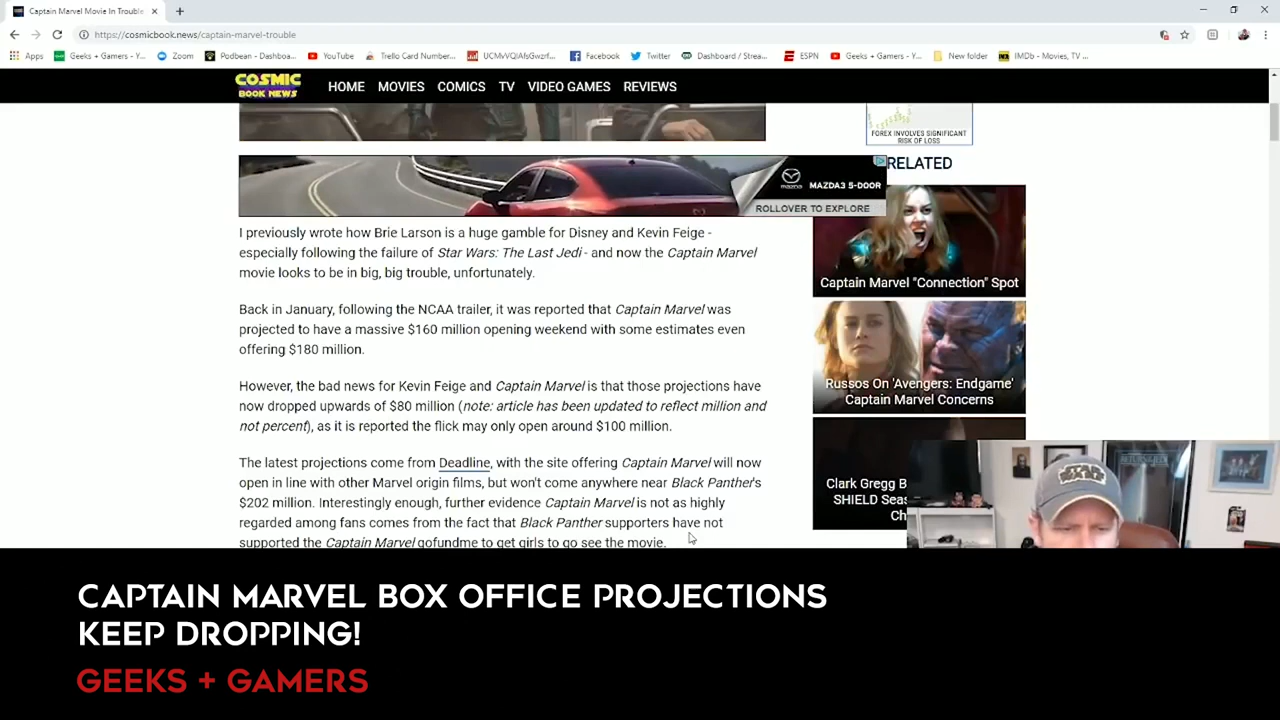 Captain Marvel Movie In Trouble
https://cosmicbook.news/captain-marvel-trouble
Apps Geeks + Gamers - Y... Zoom Podbean - Dashboa... YouTube Trello Card Number... Facebook Twitter Dashboard / Strea... ESPN Geeks + Gamers - Y... New folder IMDb - Movies, TV ...
COSMIC
BOOK NEWS
HOME MOVIES COMICS TV VIDEO GAMES REVIEWS
FOREX INVOLVES SIGNIFICANT
RISK OF LOSS
RELATED
mazda
MAZDA3 5-DOOR
ROLLOVER TO EXPLORE
I previously wrote how Brie Larson is a huge gamble for Disney and Kevin Feige -
especially following the failure of Star Wars: The Last Jedi - and now the Captain Marvel
movie looks to be in big, big trouble, unfortunately.
Back in January, following the NCAA trailer, it was reported that Captain Marvel was
projected to have a massive $160 million opening weekend with some estimates even
offering $180 million.
However, the bad news for Kevin Feige and Captain Marvel is that those projections have
now dropped upwards of $80 million (note: article has been updated to reflect million and
not percent), as it is reported the flick may only open around $100 million.
The latest projections come from Deadline, with the site offering Captain Marvel will now
open in line with other Marvel origin films, but won't come anywhere near Black Panther's
$202 million. Interestingly enough, further evidence Captain Marvel is not as highly
regarded among fans comes from the fact that Black Panther supporters have not
supported the Captain Marvel gofundme to get girls to go see the movie.
Captain Marvel "Connection" Spot
Russos On 'Avengers: Endgame'
Captain Marvel Concerns
Clark Gregg B
SHIELD Seas
Ch
STAR WARS
CAPTAIN MARVEL BOX OFFICE PROJECTIONS
KEEP DROPPING!
GEEKS + GAMERS